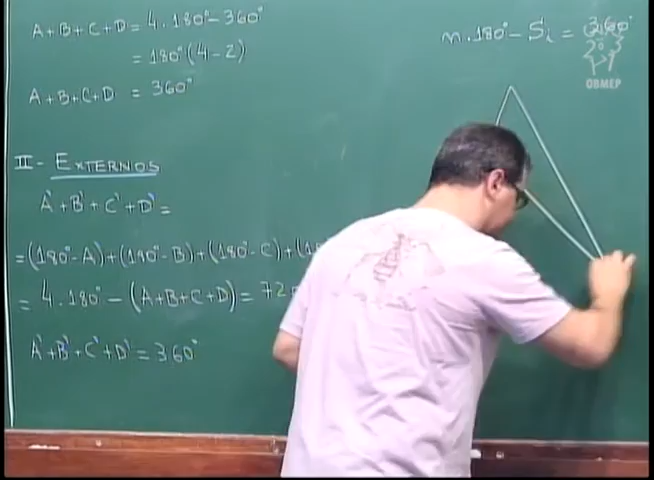 A+B+C+D = 4.180° - 360°
= 180°(4-2)
A+B+C+D = 360°
II - EXTERNOS
A'+B'+C'+D' =
=(180°-A)+(180°-B)+(180°-C)+(18
= 4.180° - (A+B+C+D) = 72
A'+B'+C'+D' = 360°
n.180° - Si = 360°
OBMEP